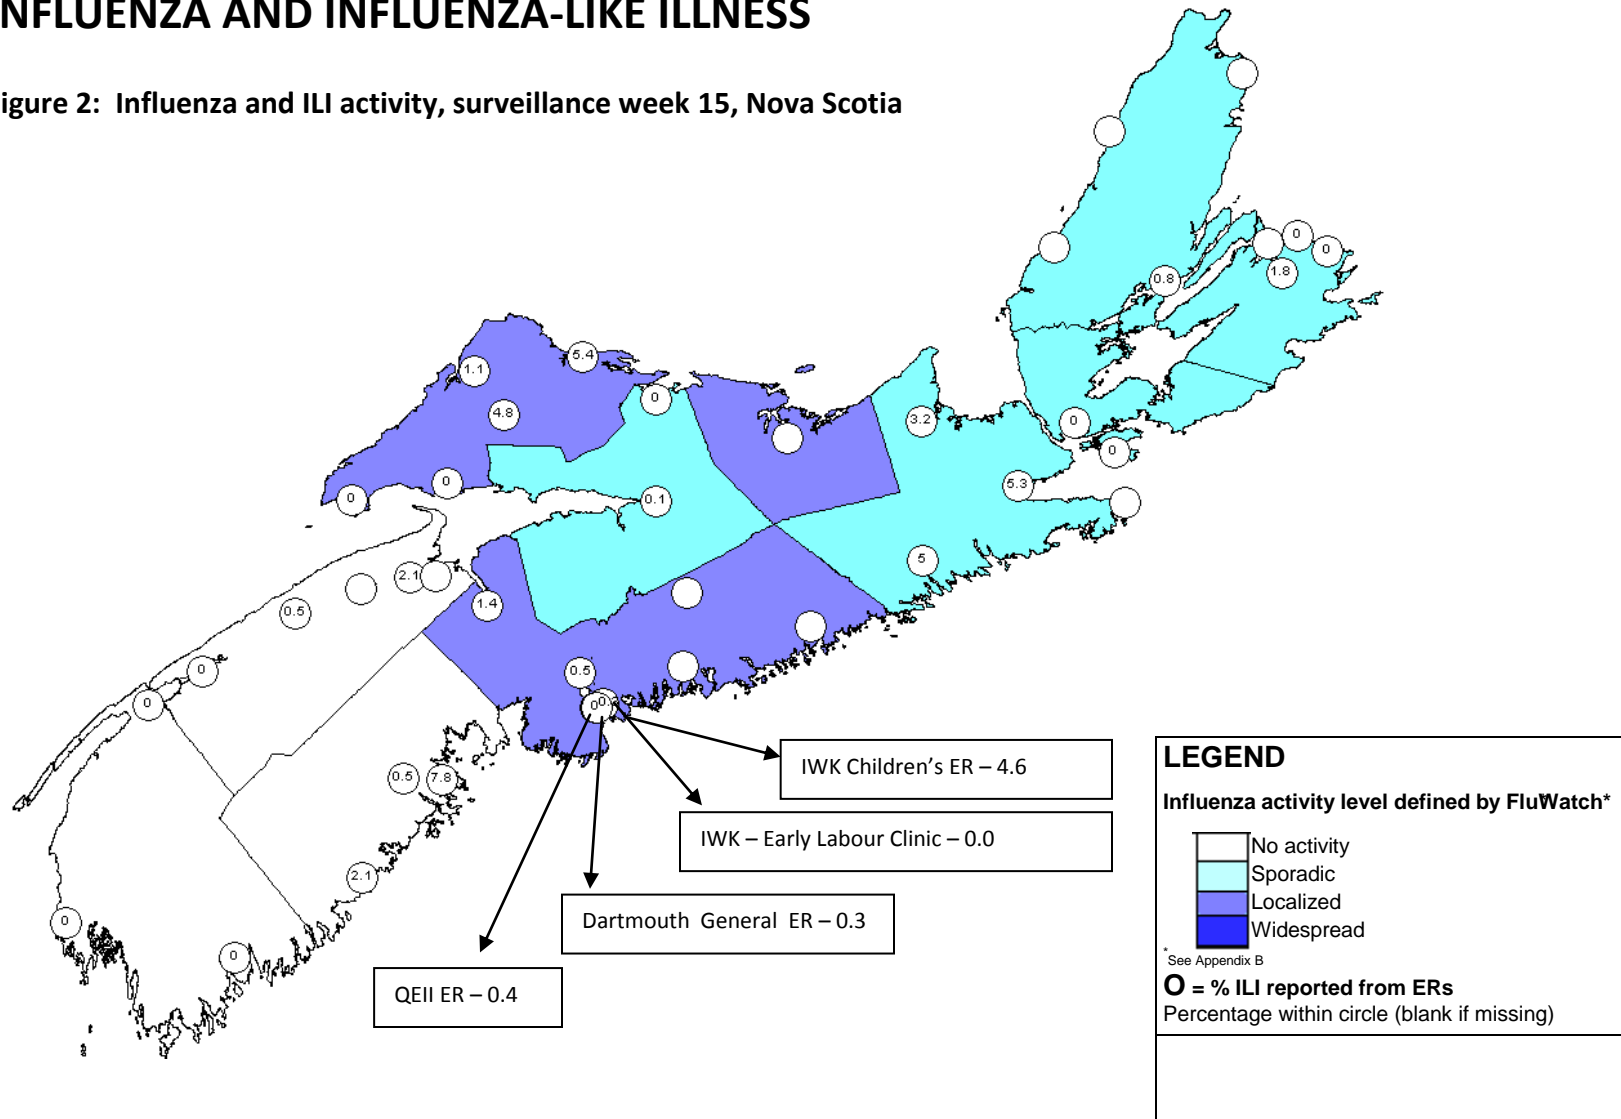 NFLUENZA AND INFLUENZA-LIKE ILLNESS
igure 2: Influenza and ILI activity, surveillance week 15, Nova Scotia
0
0
1.8
0.8
5.4
1.1
0
4.8
3.2
0
0
0
5.3
0
0.1
5
2.1
1.4
0.5
0
0.5
0
0
0.5
7.8
2.1
0
0
IWK Children's ER – 4.6
IWK – Early Labour Clinic – 0.0
Dartmouth General ER – 0.3
QEII ER – 0.4
LEGEND
Influenza activity level defined by FluWatch*
No activity
Sporadic
Localized
Widespread
*
See Appendix B
O = % ILI reported from ERs
Percentage within circle (blank if missing)